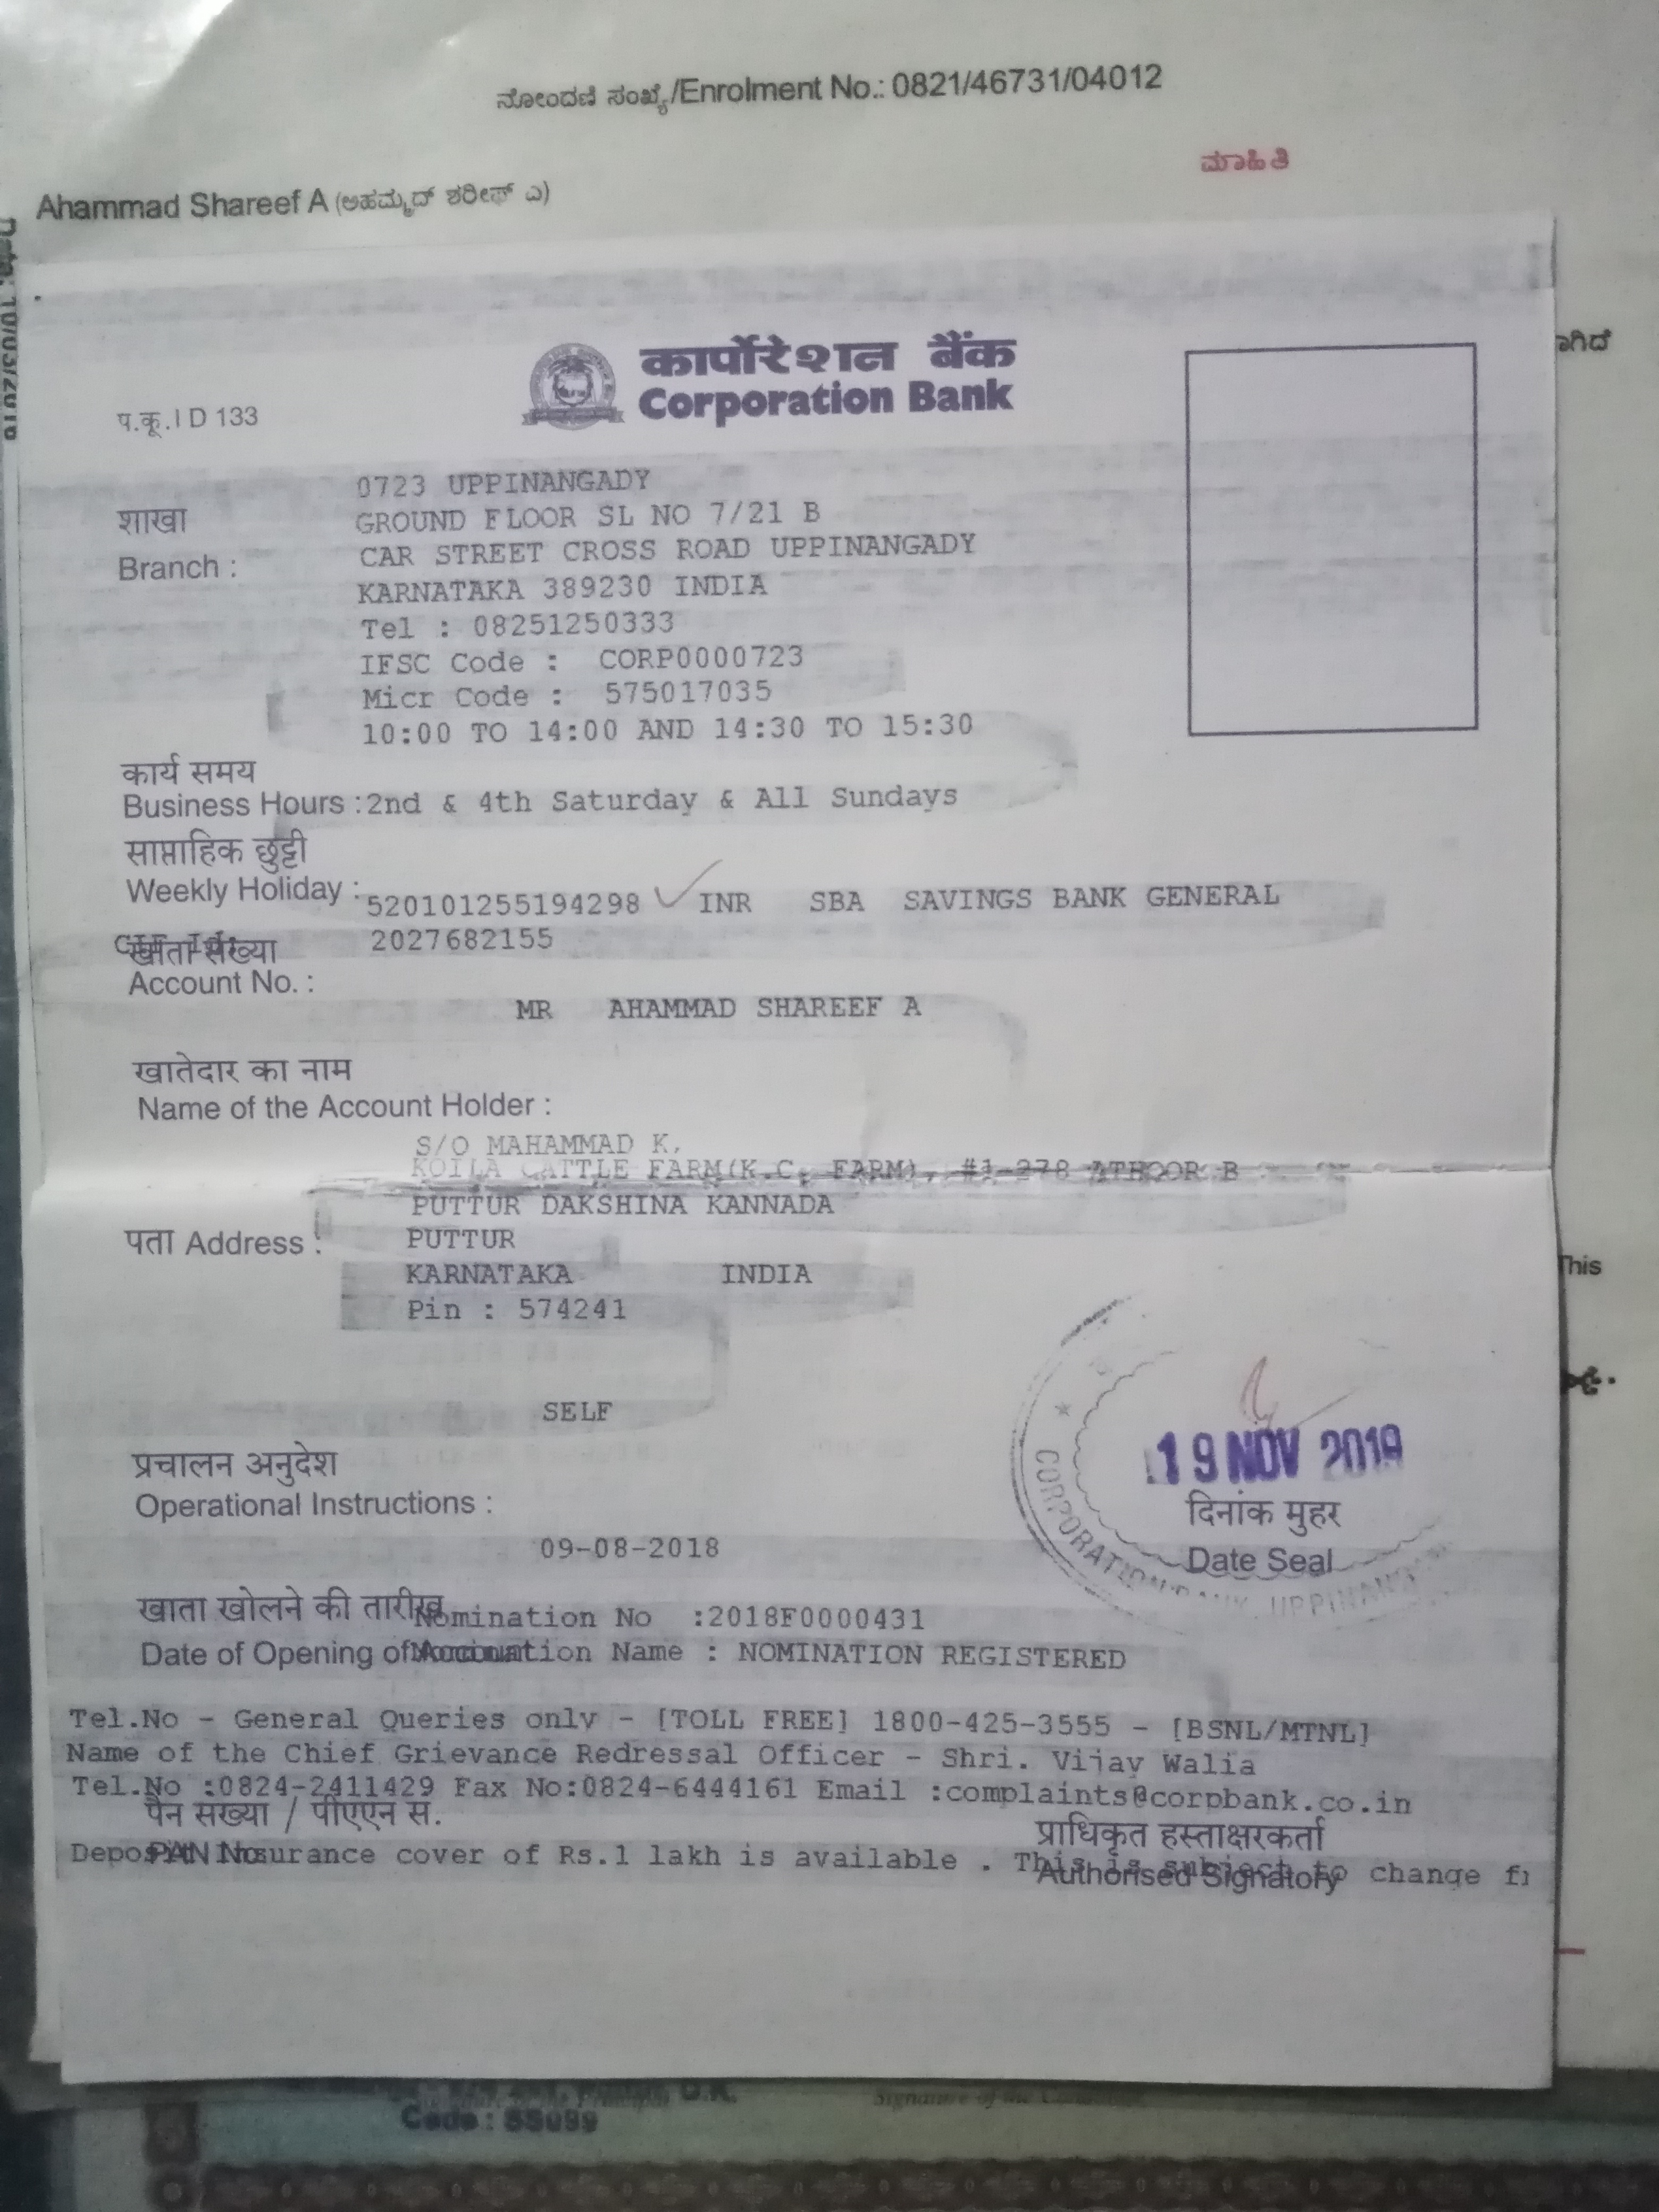 ನೋಂದಣಿ ಸಂಖ್ಯೆ/Enrolment No.: 0821/46731/04012
ಮಾಹಿತಿ
Ahammad Shareef A (ಅಹಮ್ಮದ್ ಶರೀಫ್ ಎ)
ಾಗಿದೆ
कार्पोरेशन बैंक
Corporation Bank
प.कू.I D 133
0723 UPPINANGADY
शाखा
GROUND FLOOR SL NO 7/21 B
Branch :
CAR STREET CROSS ROAD UPPINANGADY
KARNATAKA 389230 INDIA
Tel : 08251250333
IFSC Code : CORP0000723
Micr Code : 575017035
10:00 TO 14:00 AND 14:30 TO 15:30
कार्य समय
Business Hours :2nd & 4th Saturday & All Sundays
साप्ताहिक छुट्टी
Weekly Holiday :
520101255194298 INR SBA SAVINGS BANK GENERAL
खाता संख्या 2027682155
Account No. :
MR AHAMMAD SHAREEF A
खातेदार का नाम
Name of the Account Holder :
S/O MAHAMMAD K,
KOILA CATTLE FARM(K.C. FARM), #1-278 ATHOOR B
PUTTUR DAKSHINA KANNADA
पता Address :
PUTTUR
KARNATAKA INDIA
Pin : 574241
This
SELF
प्रचालन अनुदेश
Operational Instructions :
19 NOV 2019
दिनांक मुहर
Date Seal
CORPORATION BANK, UPPINANG
09-08-2018
खाता खोलने की तारीख
Nomination No :2018F0000431
Date of Opening of Account
Nomination Name : NOMINATION REGISTERED
Tel.No - General Queries only - [TOLL FREE] 1800-425-3555 - [BSNL/MTNL]
Name of the Chief Grievance Redressal Officer - Shri. Vijay Walia
Tel.No :0824-2411429 Fax No:0824-6444161 Email :complaints@corpbank.co.in
पैन संख्या / पीएएन सं.
PAN No.
प्राधिकृत हस्ताक्षरकर्ता
Authorised Signatory
Deposit Insurance cover of Rs.1 lakh is available . This is subject to change fr
Code :